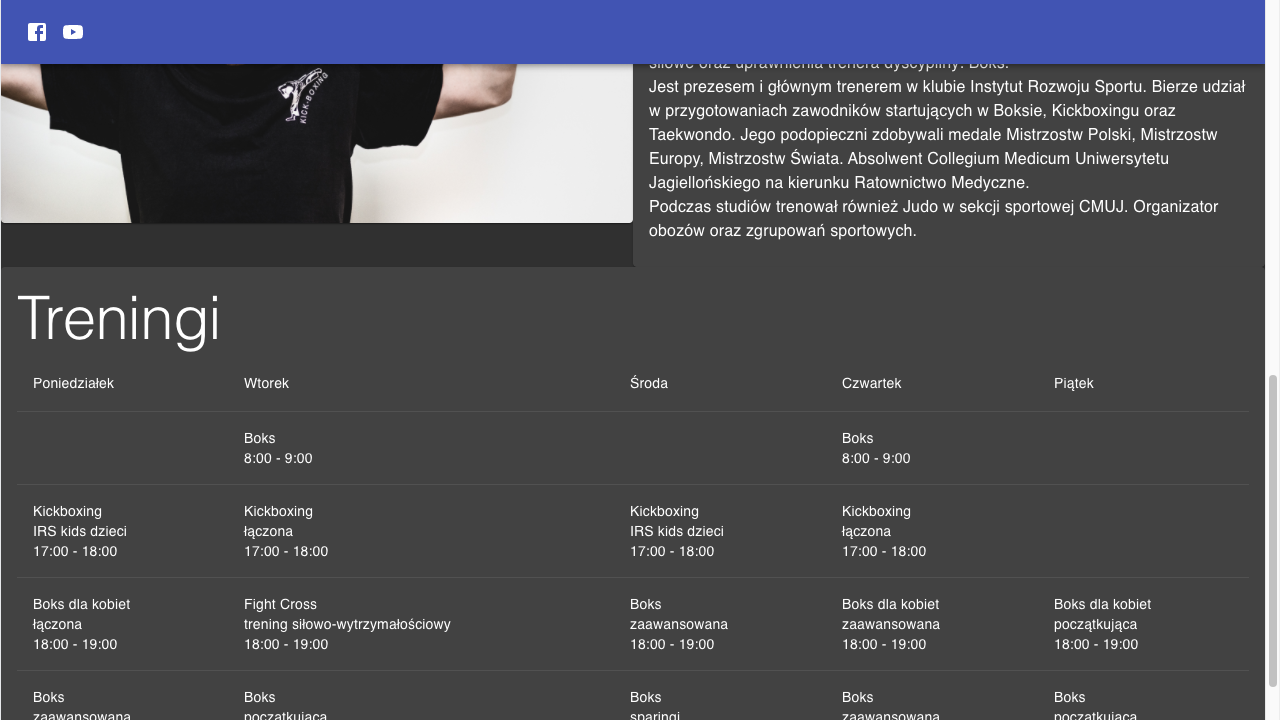 KICK-BOXING
siłowe oraz uprawnienia trenera dyscypliny: Boks.
Jest prezesem i głównym trenerem w klubie Instytut Rozwoju Sportu. Bierze udział
w przygotowaniach zawodników startujących w Boksie, Kickboxingu oraz
Taekwondo. Jego podopieczni zdobywali medale Mistrzostw Polski, Mistrzostw
Europy, Mistrzostw Świata. Absolwent Collegium Medicum Uniwersytetu
Jagiellońskiego na kierunku Ratownictwo Medyczne.
Podczas studiów trenował również Judo w sekcji sportowej CMUJ. Organizator
obozów oraz zgrupowań sportowych.
Treningi
Poniedziałek Wtorek Środa Czwartek Piątek
Boks Boks
8:00 - 9:00 8:00 - 9:00
Kickboxing Kickboxing Kickboxing Kickboxing
IRS kids dzieci łączona IRS kids dzieci łączona
17:00 - 18:00 17:00 - 18:00 17:00 - 18:00 17:00 - 18:00
Boks dla kobiet Fight Cross Boks Boks dla kobiet Boks dla kobiet
łączona trening siłowo-wytrzymałościowy zaawansowana zaawansowana początkująca
18:00 - 19:00 18:00 - 19:00 18:00 - 19:00 18:00 - 19:00 18:00 - 19:00
Boks Boks Boks Boks Boks
zaawansowana początkująca sparingi zaawansowana początkująca